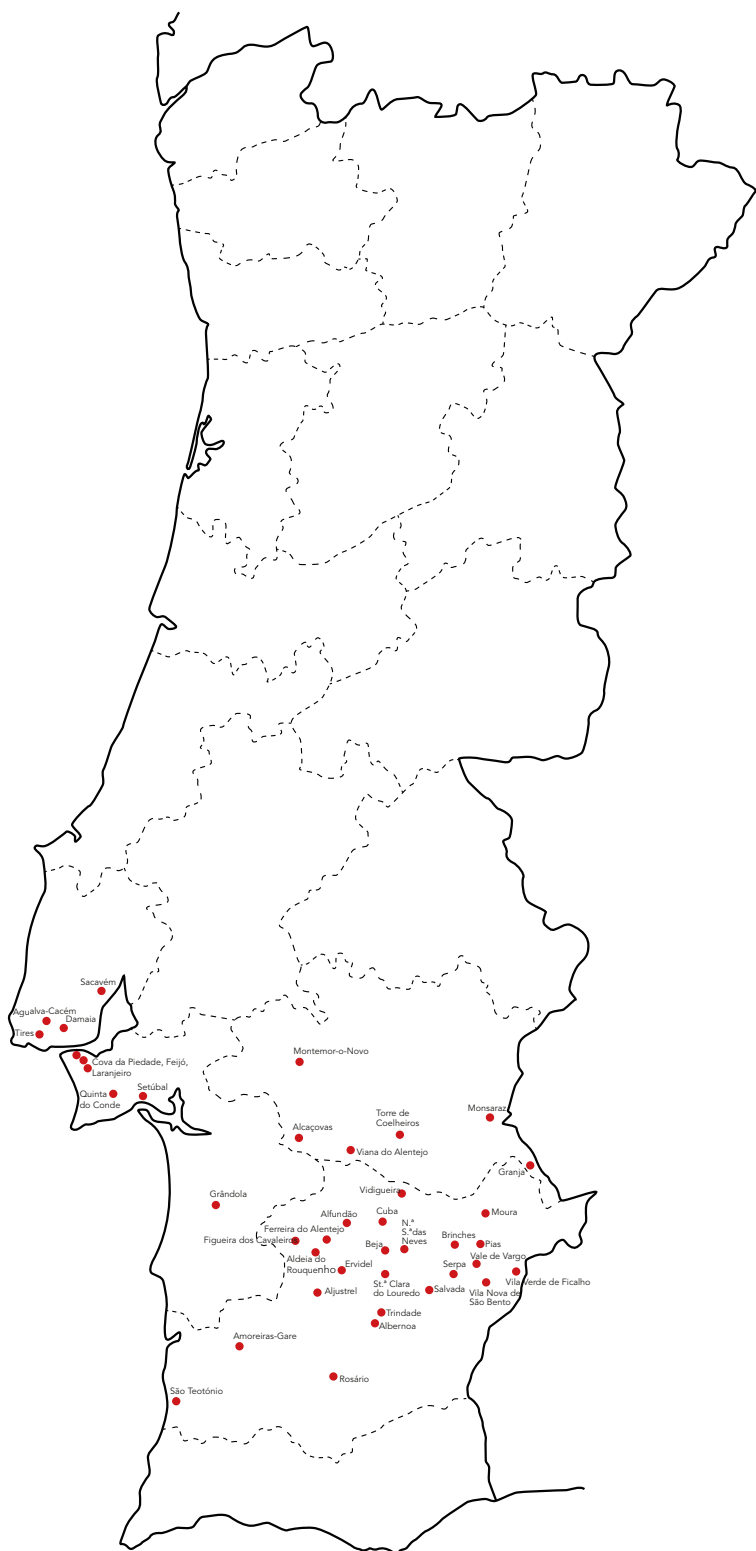 Sacavém
Agualva-Cacém
Damaia
Tires
Cova da Piedade, Feijó,
Laranjeiro
Montemor-o-Novo
Quinta
do Conde
Setúbal
Monsaraz
Torre de
Coelheiros
Alcaçovas
Viana do Alentejo
Granja
Vidigueira
Grândola
Moura
Cuba
Alfundão
N.ª
S.ªdas
Neves
Ferreira do Alentejo
Figueira dos Cavaleiros
Brinches
Pias
Beja
Aldeia do
Rouquenho
Vale de Vargo
Ervidel
Serpa
St.ª Clara
do Louredo
Vila Verde de Ficalho
Aljustrel
Salvada
Vila Nova de
São Bento
Trindade
Albernoa
Amoreiras-Gare
Rosário
São Teotónio